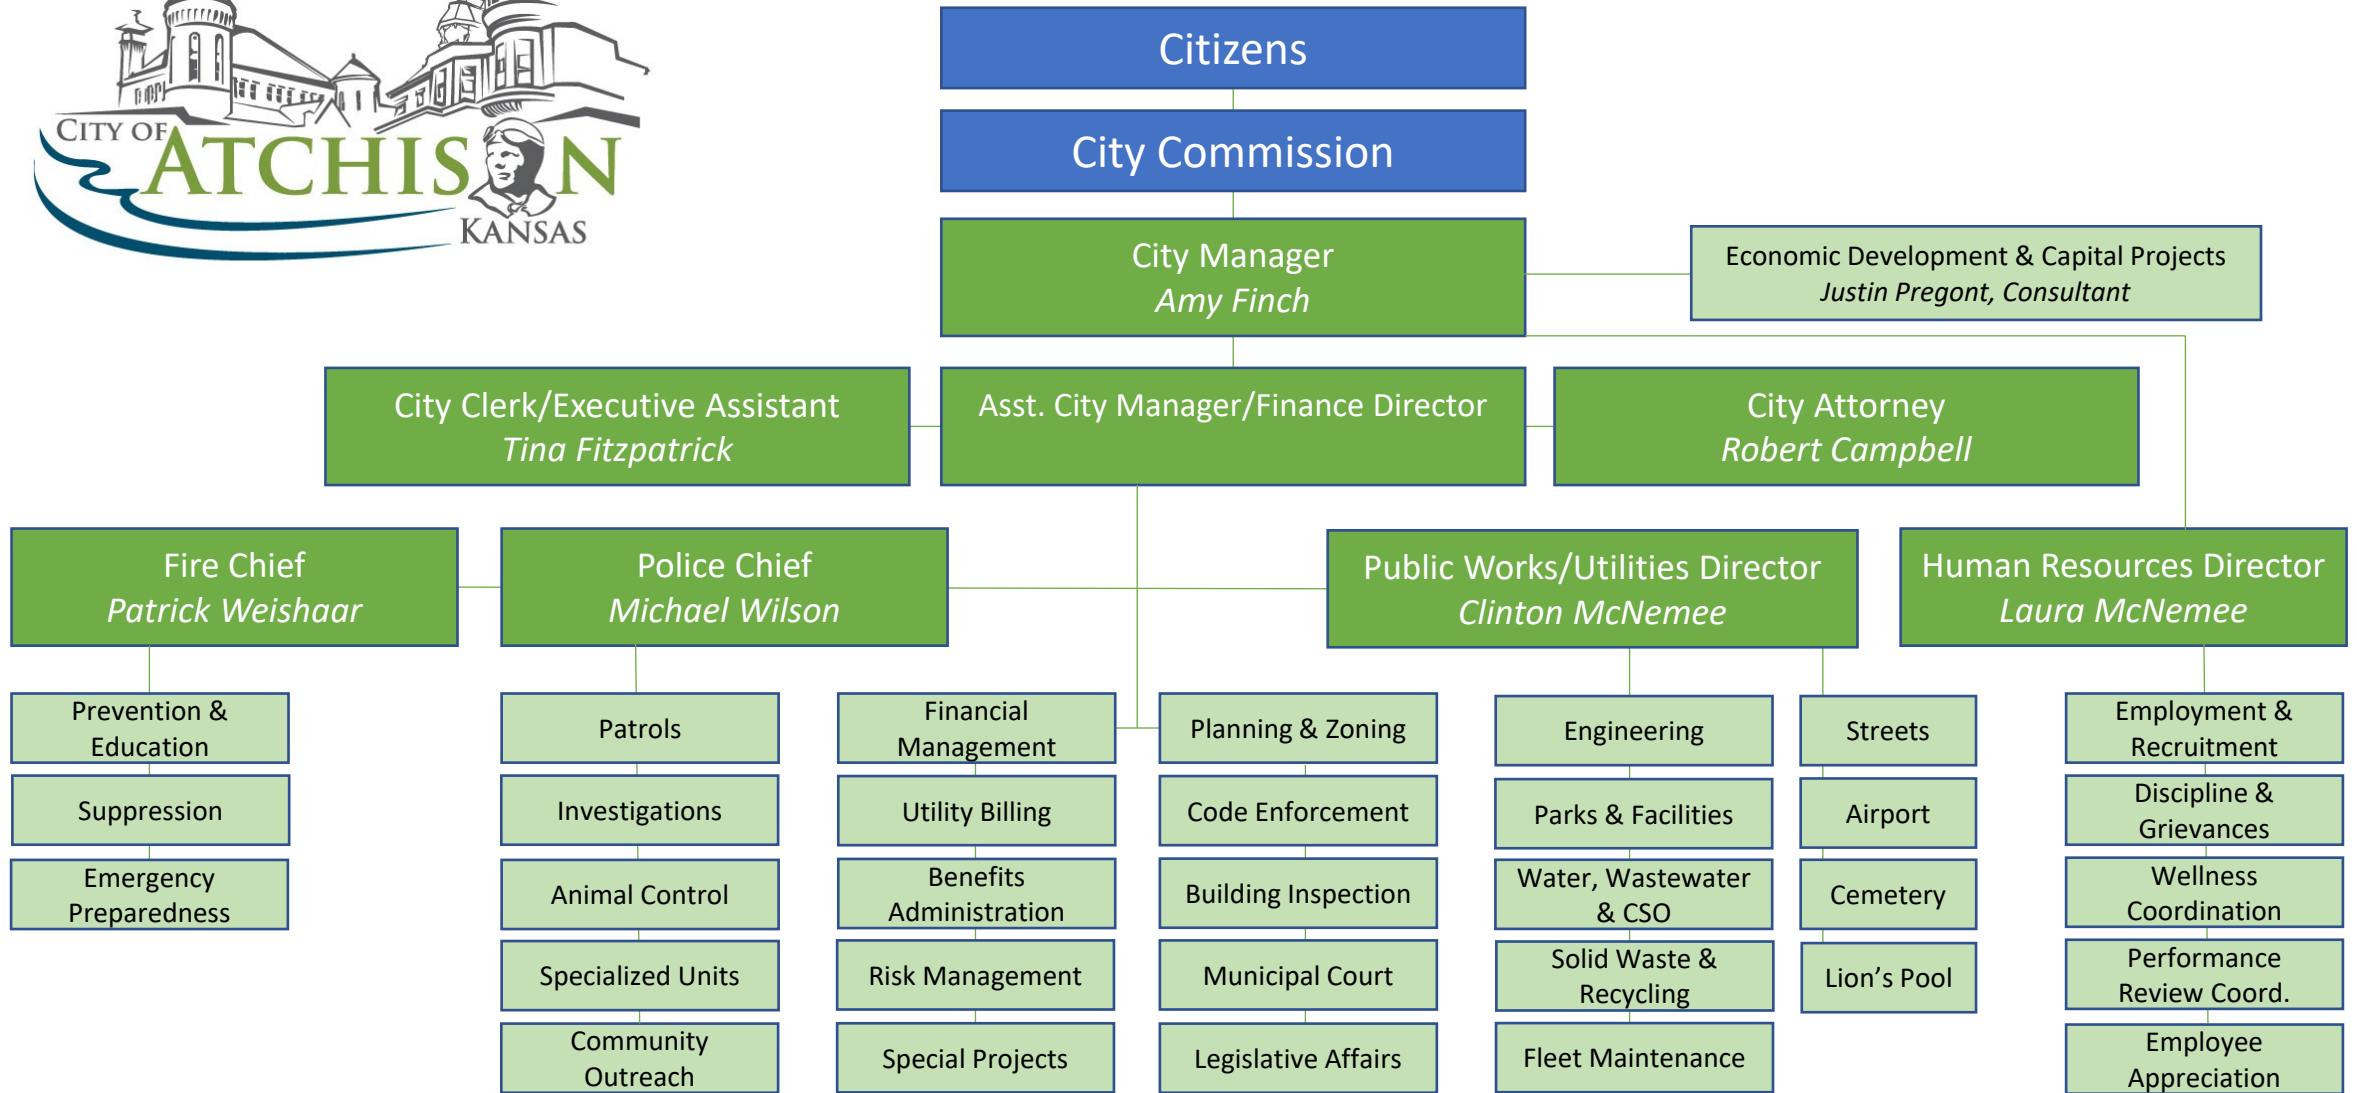 CITY OF
ATCHISON
KANSAS
Citizens
City Commission
City Manager
Amy Finch
Economic Development & Capital Projects
Justin Pregont, Consultant
City Clerk/Executive Assistant
Tina Fitzpatrick
Asst. City Manager/Finance Director
City Attorney
Robert Campbell
Fire Chief
Patrick Weishaar
Police Chief
Michael Wilson
Public Works/Utilities Director
Clinton McNemee
Human Resources Director
Laura McNemee
Prevention &
Education
Suppression
Emergency
Preparedness
Patrols
Investigations
Animal Control
Specialized Units
Community
Outreach
Financial
Management
Utility Billing
Benefits
Administration
Risk Management
Special Projects
Planning & Zoning
Code Enforcement
Building Inspection
Municipal Court
Legislative Affairs
Engineering
Parks & Facilities
Water, Wastewater
& CSO
Solid Waste &
Recycling
Fleet Maintenance
Streets
Airport
Cemetery
Lion’s Pool
Employment &
Recruitment
Discipline &
Grievances
Wellness
Coordination
Performance
Review Coord.
Employee
Appreciation